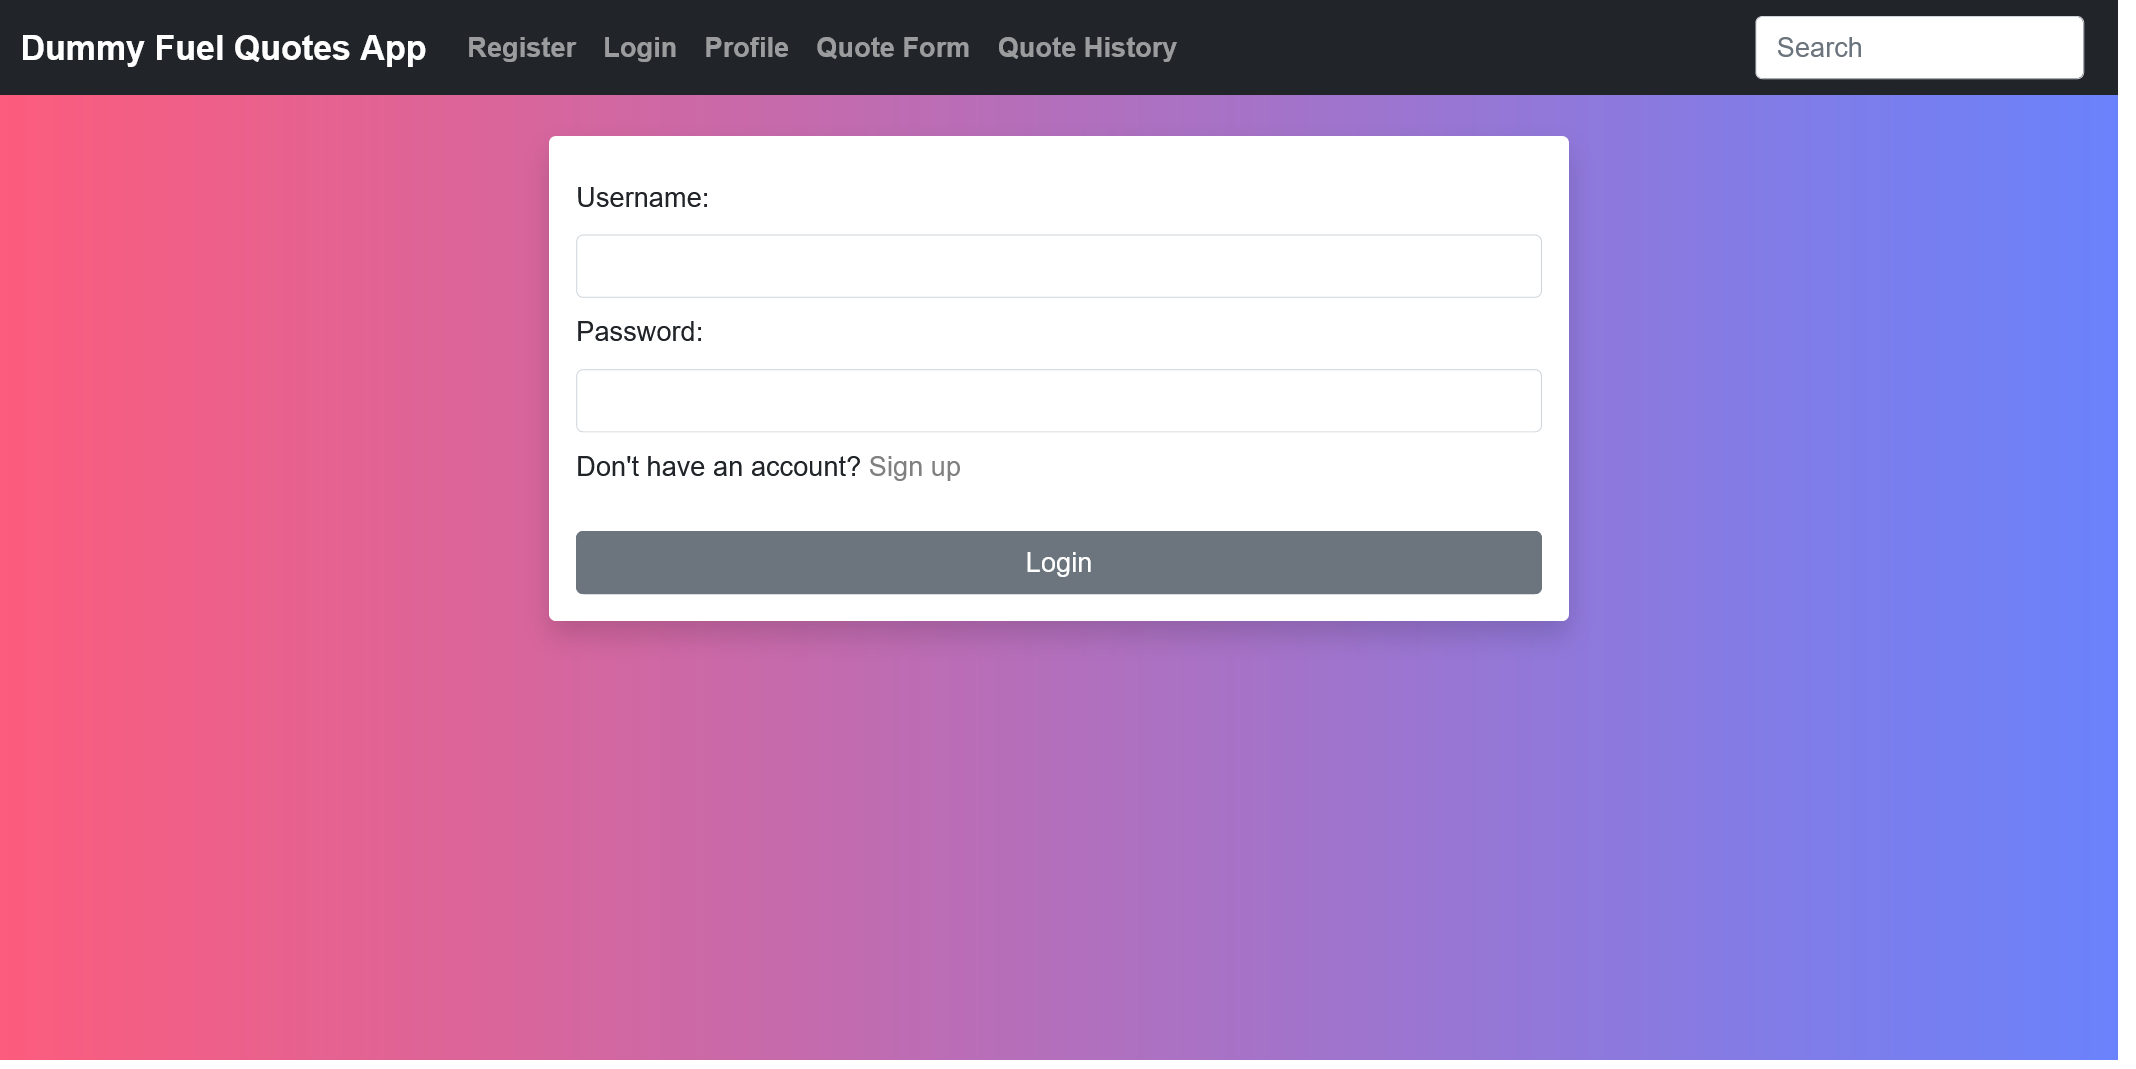 Dummy Fuel Quotes App Register Login Profile Quote Form Quote History Search
Username:
Password:
Don't have an account? Sign up
Login